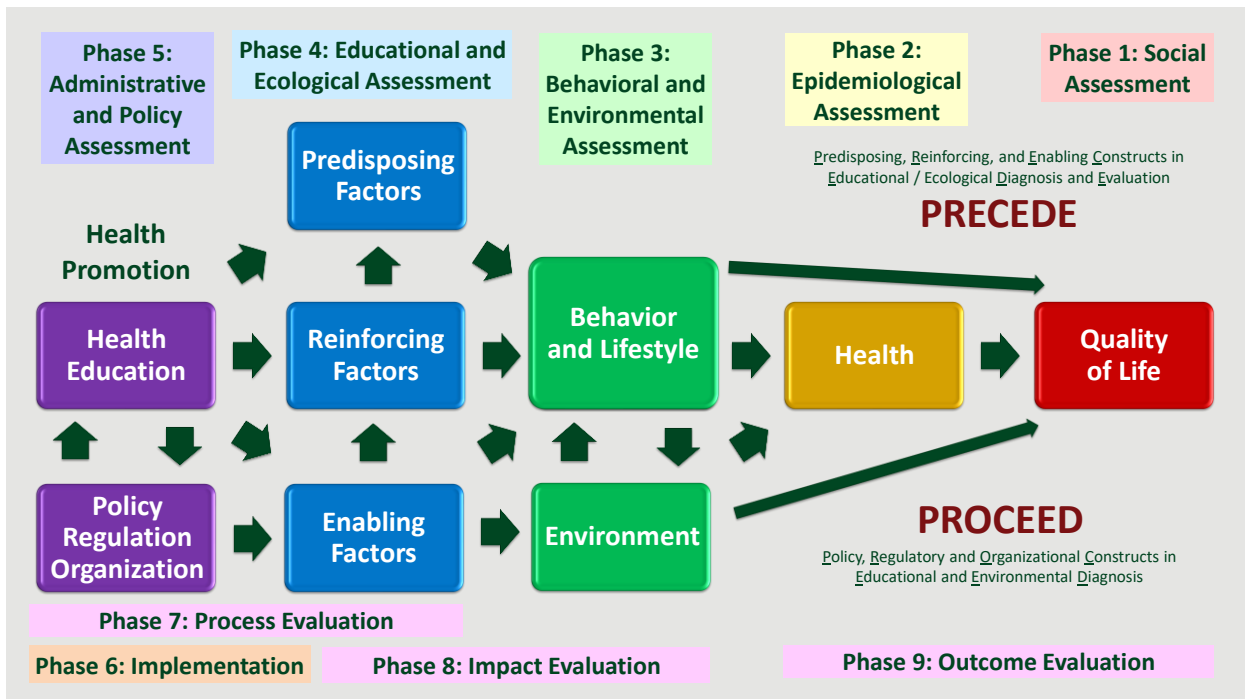 Phase 5:
Administrative
and Policy
Assessment
Phase 4: Educational and
Ecological Assessment
Phase 3:
Behavioral and
Environmental
Assessment
Phase 2:
Epidemiological
Assessment
Phase 1: Social
Assessment
Predisposing
Factors
Predisposing, Reinforcing, and Enabling Constructs in
Educational / Ecological Diagnosis and Evaluation
PRECEDE
Health
Promotion
Health
Education
Reinforcing
Factors
Behavior
and Lifestyle
Health
Quality
of Life
Policy
Regulation
Organization
Enabling
Factors
Environment
PROCEED
Policy, Regulatory and Organizational Constructs in
Educational and Environmental Diagnosis
Phase 7: Process Evaluation
Phase 6: Implementation
Phase 8: Impact Evaluation
Phase 9: Outcome Evaluation